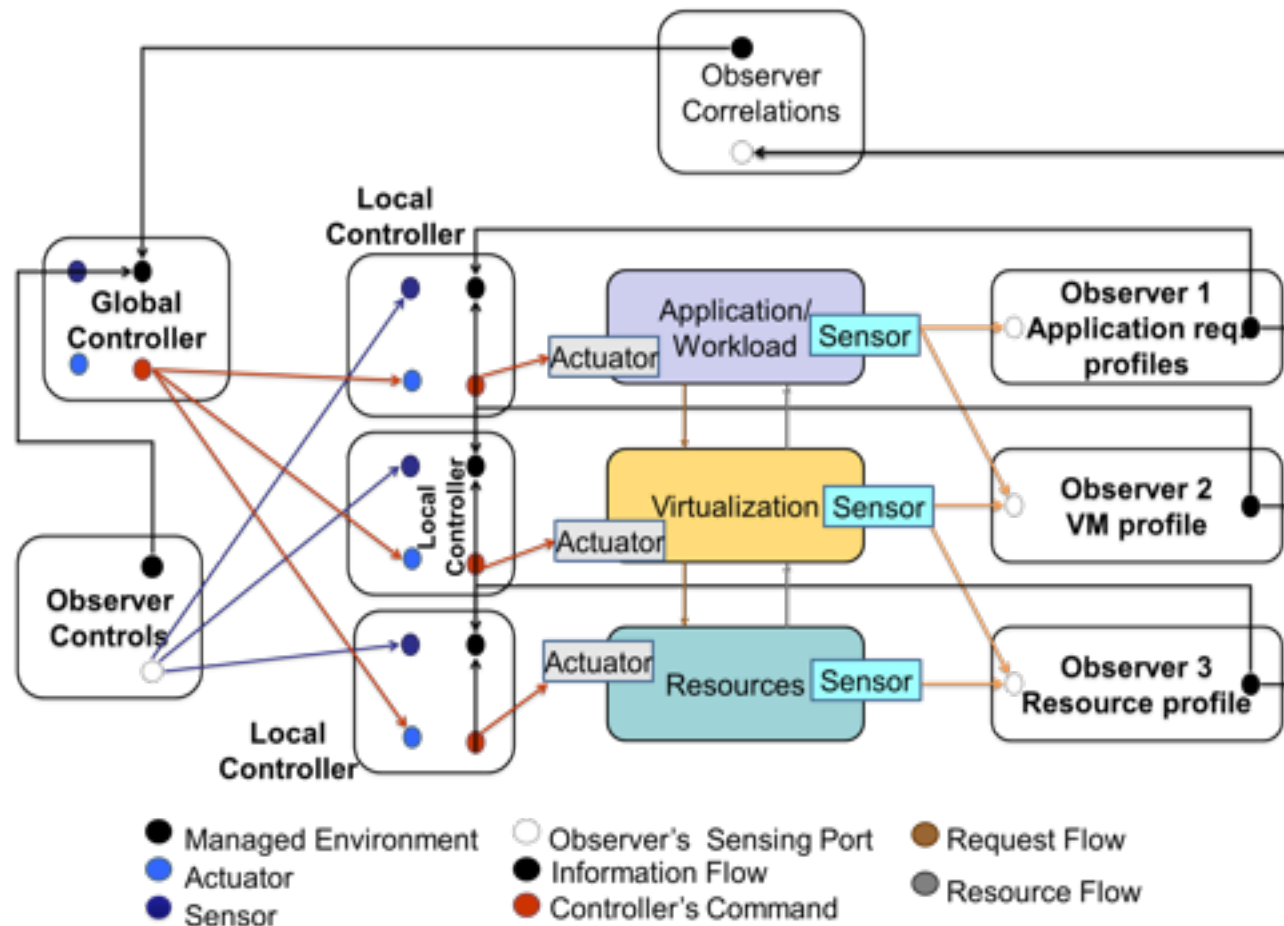 Observer
Correlations
Local
Controller
Global
Controller
Application/
Workload
Sensor
Actuator
Observer 1
Application req.
profiles
Local
Controller
Virtualization
Sensor
Actuator
Observer 2
VM profile
Observer
Controls
Resources
Sensor
Actuator
Observer 3
Resource profile
Local
Controller
Managed Environment
Actuator
Sensor
Observer's Sensing Port
Information Flow
Controller's Command
Request Flow
Resource Flow